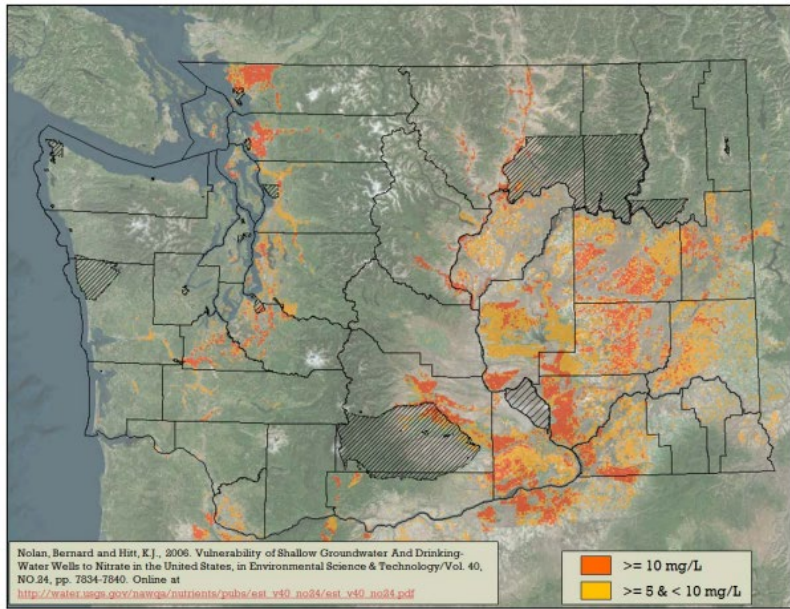 Nolan, Bernard and Hitt, K.J., 2006. Vulnerability of Shallow Groundwater And Drinking-
Water Wells to Nitrate in the United States, in Environmental Science & Technology/Vol. 40,
NO.24, pp. 7834-7840. Online at
http://water.usgs.gov/nawqa/nutrients/pubs/est_v40_no24/est_v40_no24.pdf
>= 10 mg/L
>= 5 & < 10 mg/L